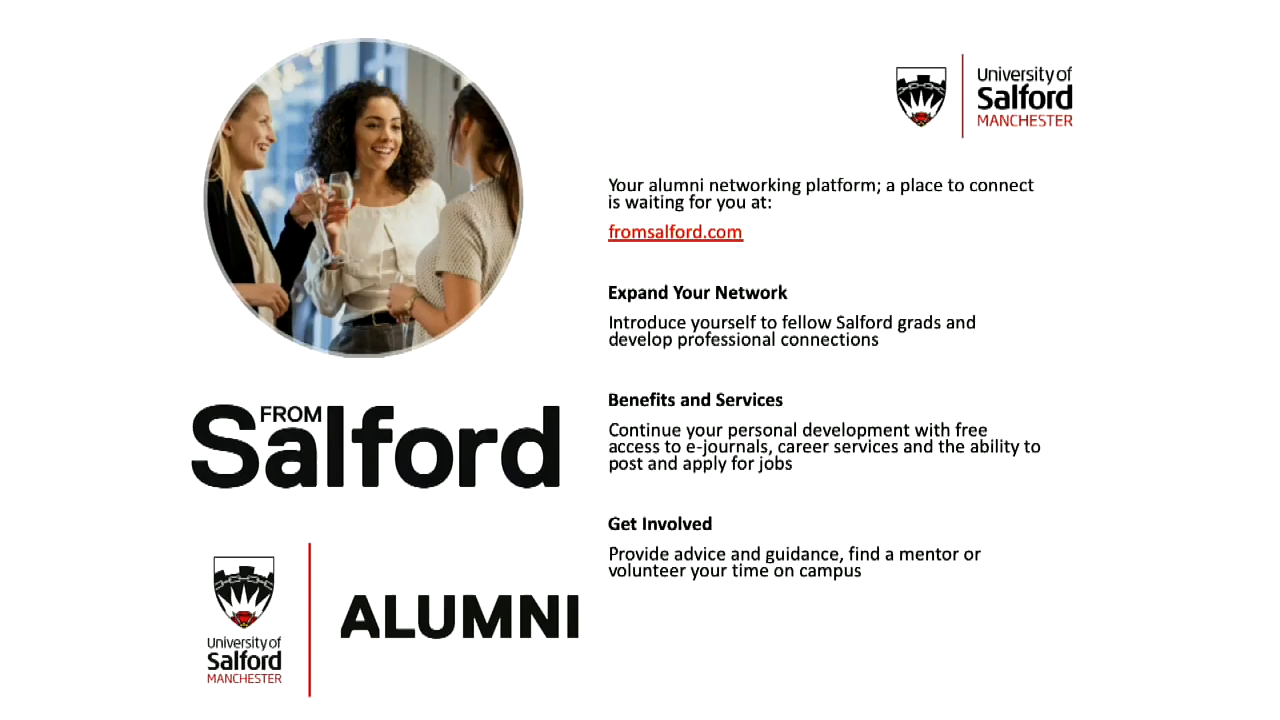 University of
Salford
MANCHESTER
Your alumni networking platform; a place to connect
is waiting for you at:
fromsalford.com
Expand Your Network
Introduce yourself to fellow Salford grads and
develop professional connections
Benefits and Services
Continue your personal development with free
access to e-journals, career services and the ability to
post and apply for jobs
Get Involved
Provide advice and guidance, find a mentor or
volunteer your time on campus
FROM
Salford
University of
Salford
MANCHESTER
ALUMNI